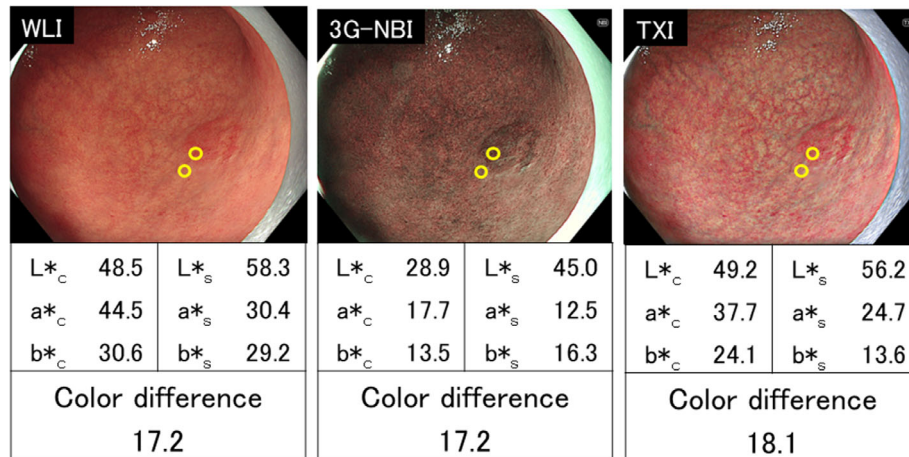 WLI
3G-NBI
TXI
L*c 48.5 L*s 58.3
a*c 44.5 a*s 30.4
b*c 30.6 b*s 29.2
Color difference
17.2
L*c 28.9 L*s 45.0
a*c 17.7 a*s 12.5
b*c 13.5 b*s 16.3
Color difference
17.2
L*c 49.2 L*s 56.2
a*c 37.7 a*s 24.7
b*c 24.1 b*s 13.6
Color difference
18.1